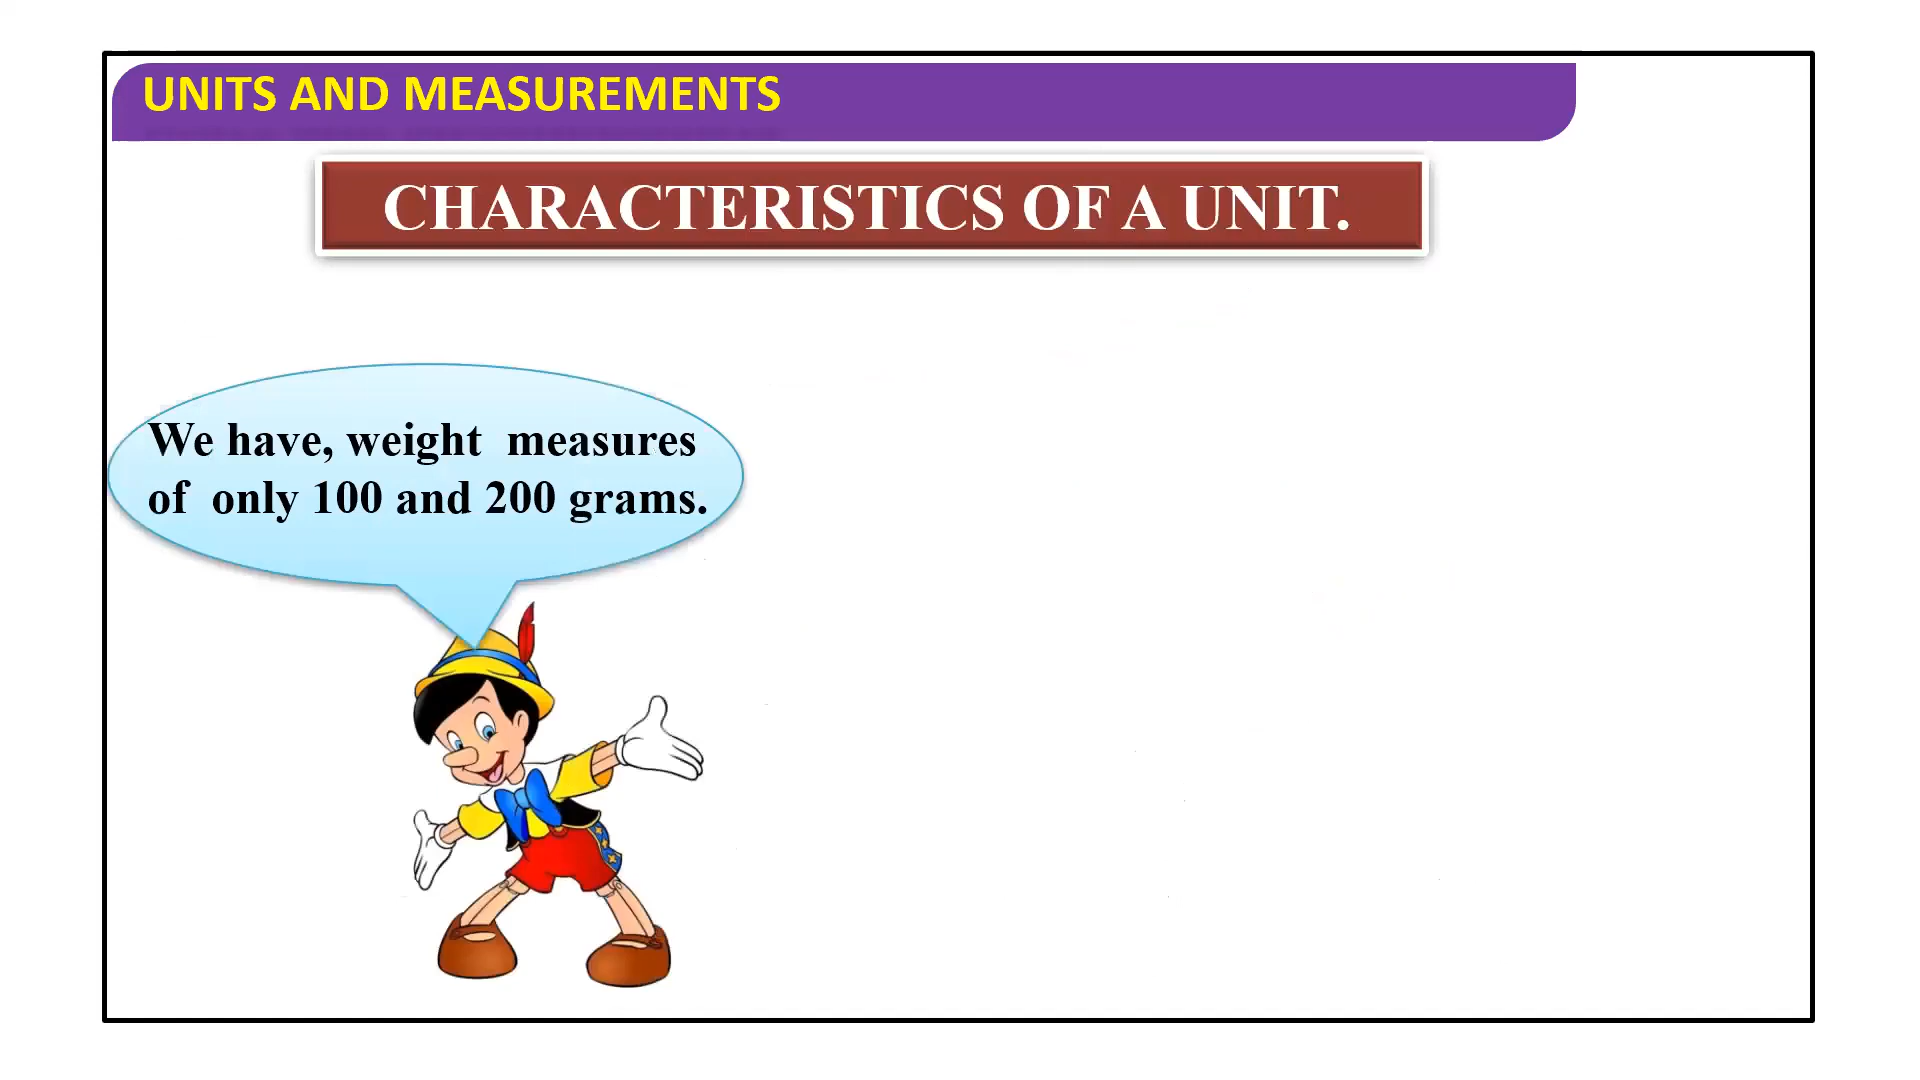 UNITS AND MEASUREMENTS
CHARACTERISTICS OF A UNIT.
We have, weight measures
of only 100 and 200 grams.